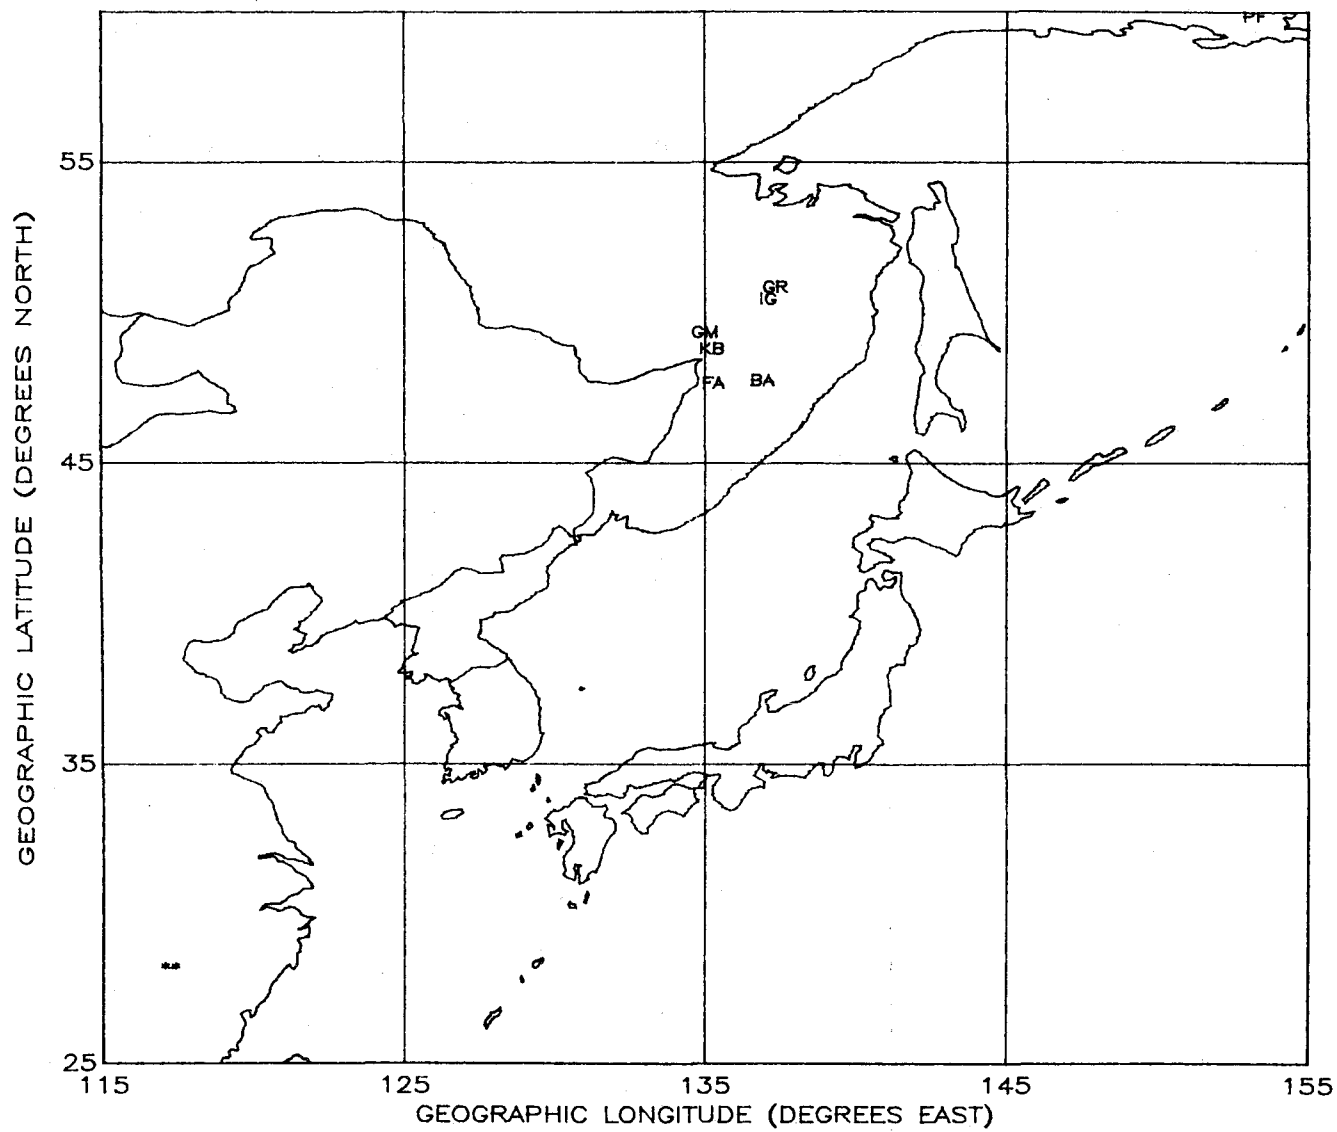 PF
55
GEOGRAPHIC LATITUDE (DEGREES NORTH)
GR
IG
GM
KB
FA BA
45
35
**
25
115 125 135 145 155
GEOGRAPHIC LONGITUDE (DEGREES EAST)